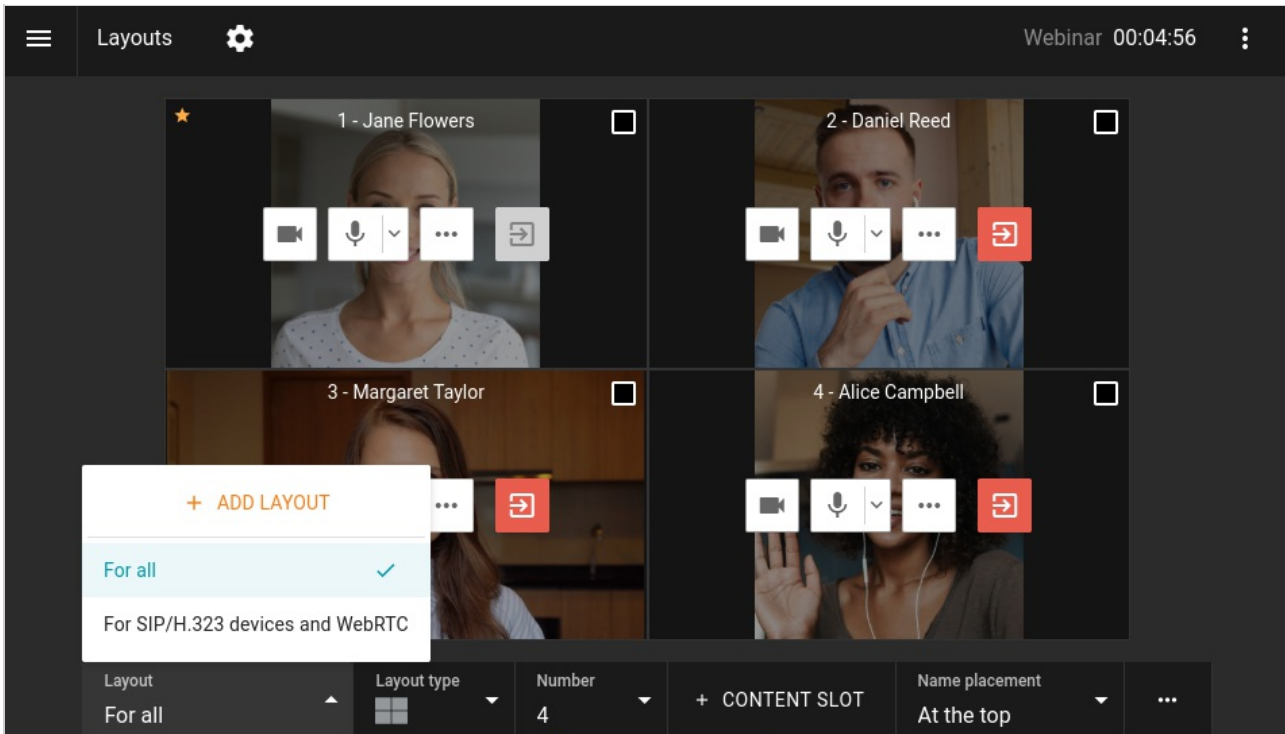 Layouts
Webinar 00:04:56
1 - Jane Flowers
2 - Daniel Reed
3 - Margaret Taylor
4 - Alice Campbell
+ ADD LAYOUT
For all
For SIP/H.323 devices and WebRTC
Layout
For all
Layout type
Number
4
+ CONTENT SLOT
Name placement
At the top